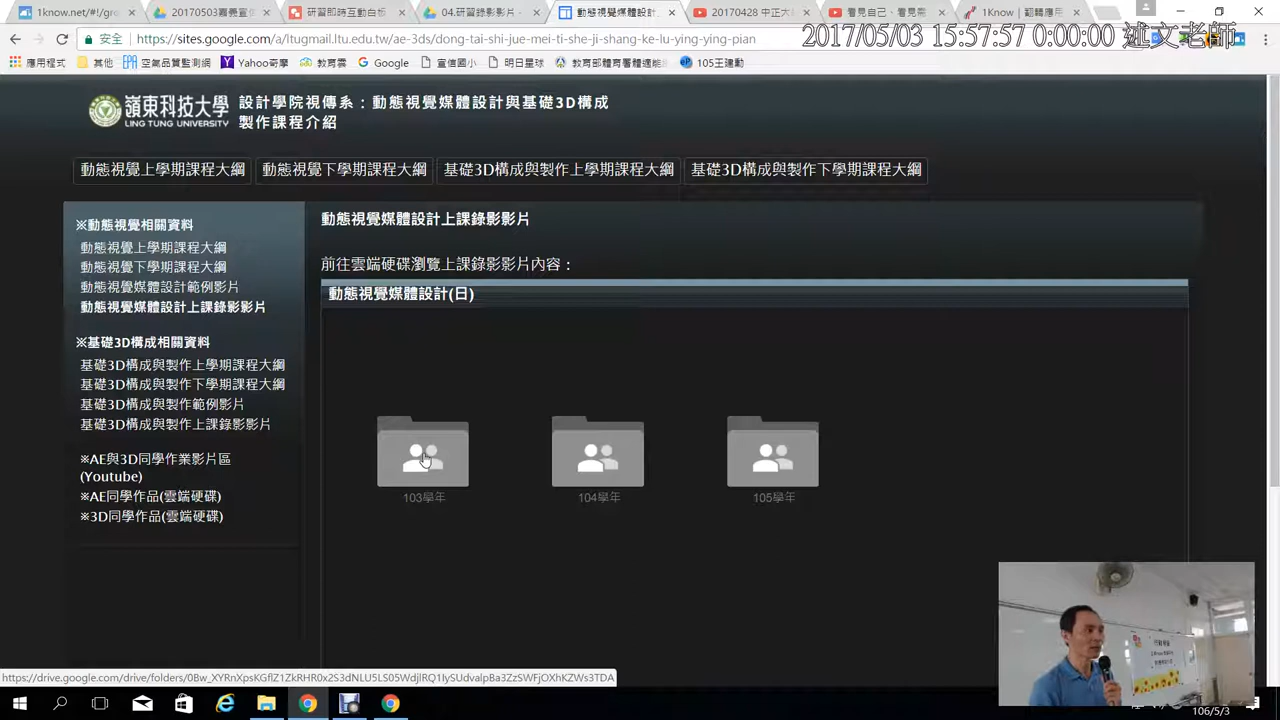 1know.net/#!/gro
20170503嘉義宣信
研習即時互動白板
04.研習錄影影片 -
動態視覺媒體設計
20170428 中正大
看見自己、看見需
1Know | 翻轉應用
安全 https://sites.google.com/a/ltugmail.ltu.edu.tw/ae-3ds/dong-tai-shi-jue-mei-ti-she-ji-shang-ke-lu-ying-ying-pian
2017/05/03 15:57:57 0:00:00 述文老師
應用程式 其他 空氣品質監測網 Yahoo奇摩 教育雲 Google 宣信國小 明日星球 教育部體育署體適能 105王建勳
嶺東科技大學
LING TUNG UNIVERSITY
設計學院視傳系：動態視覺媒體設計與基礎3D構成
製作課程介紹
動態視覺上學期課程大綱 動態視覺下學期課程大綱 基礎3D構成與製作上學期課程大綱 基礎3D構成與製作下學期課程大綱
※動態視覺相關資料
動態視覺上學期課程大綱
動態視覺下學期課程大綱
動態視覺媒體設計範例影片
動態視覺媒體設計上課錄影影片
※基礎3D構成相關資料
基礎3D構成與製作上學期課程大綱
基礎3D構成與製作下學期課程大綱
基礎3D構成與製作範例影片
基礎3D構成與製作上課錄影影片
※AE與3D同學作業影片區
(Youtube)
※AE同學作品(雲端硬碟)
※3D同學作品(雲端硬碟)
動態視覺媒體設計上課錄影影片
前往雲端硬碟瀏覽上課錄影影片內容：
動態視覺媒體設計(日)
103學年
104學年
105學年
106/5/3